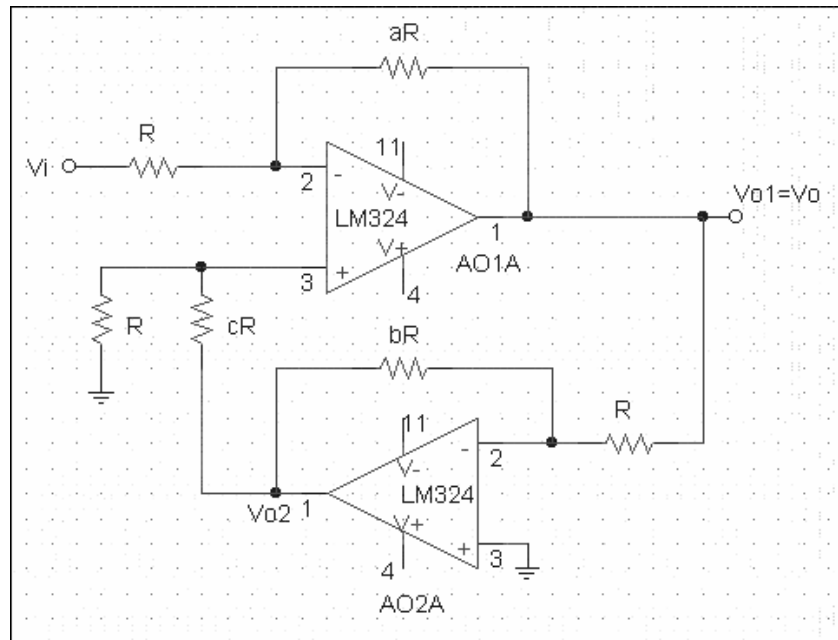 aR
R
Vi
11
2
-
V-
LM324
V+
1
Vo1=Vo
+
3
4
AO1A
R
cR
bR
R
11
-
2
V-
LM324
Vo2
1
V+
+
3
4
AO2A